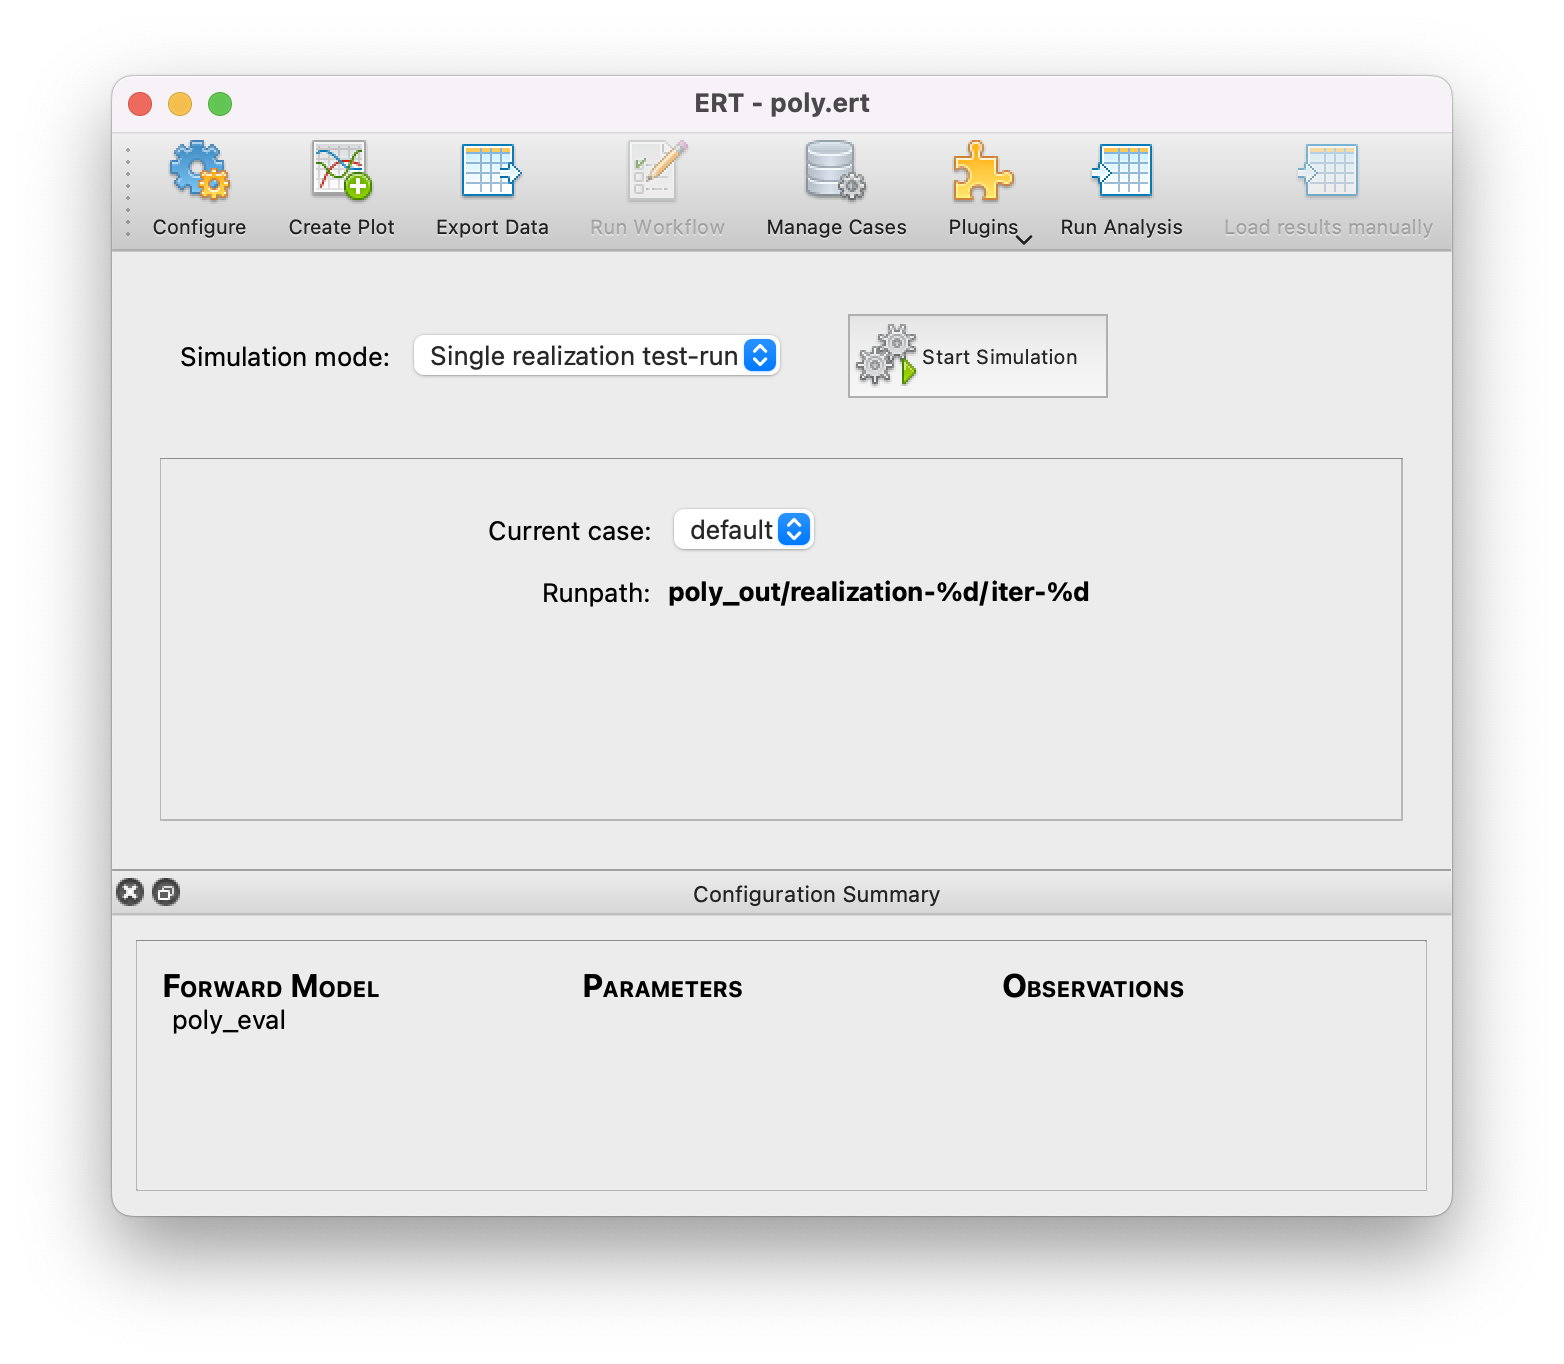 ERT - poly.ert
Configure Create Plot Export Data Run Workflow Manage Cases Plugins Run Analysis Load results manually
Simulation mode: Single realization test-run Start Simulation
Current case: default
Runpath: poly_out/realization-%d/iter-%d
Configuration Summary
Forward Model Parameters Observations
poly_eval